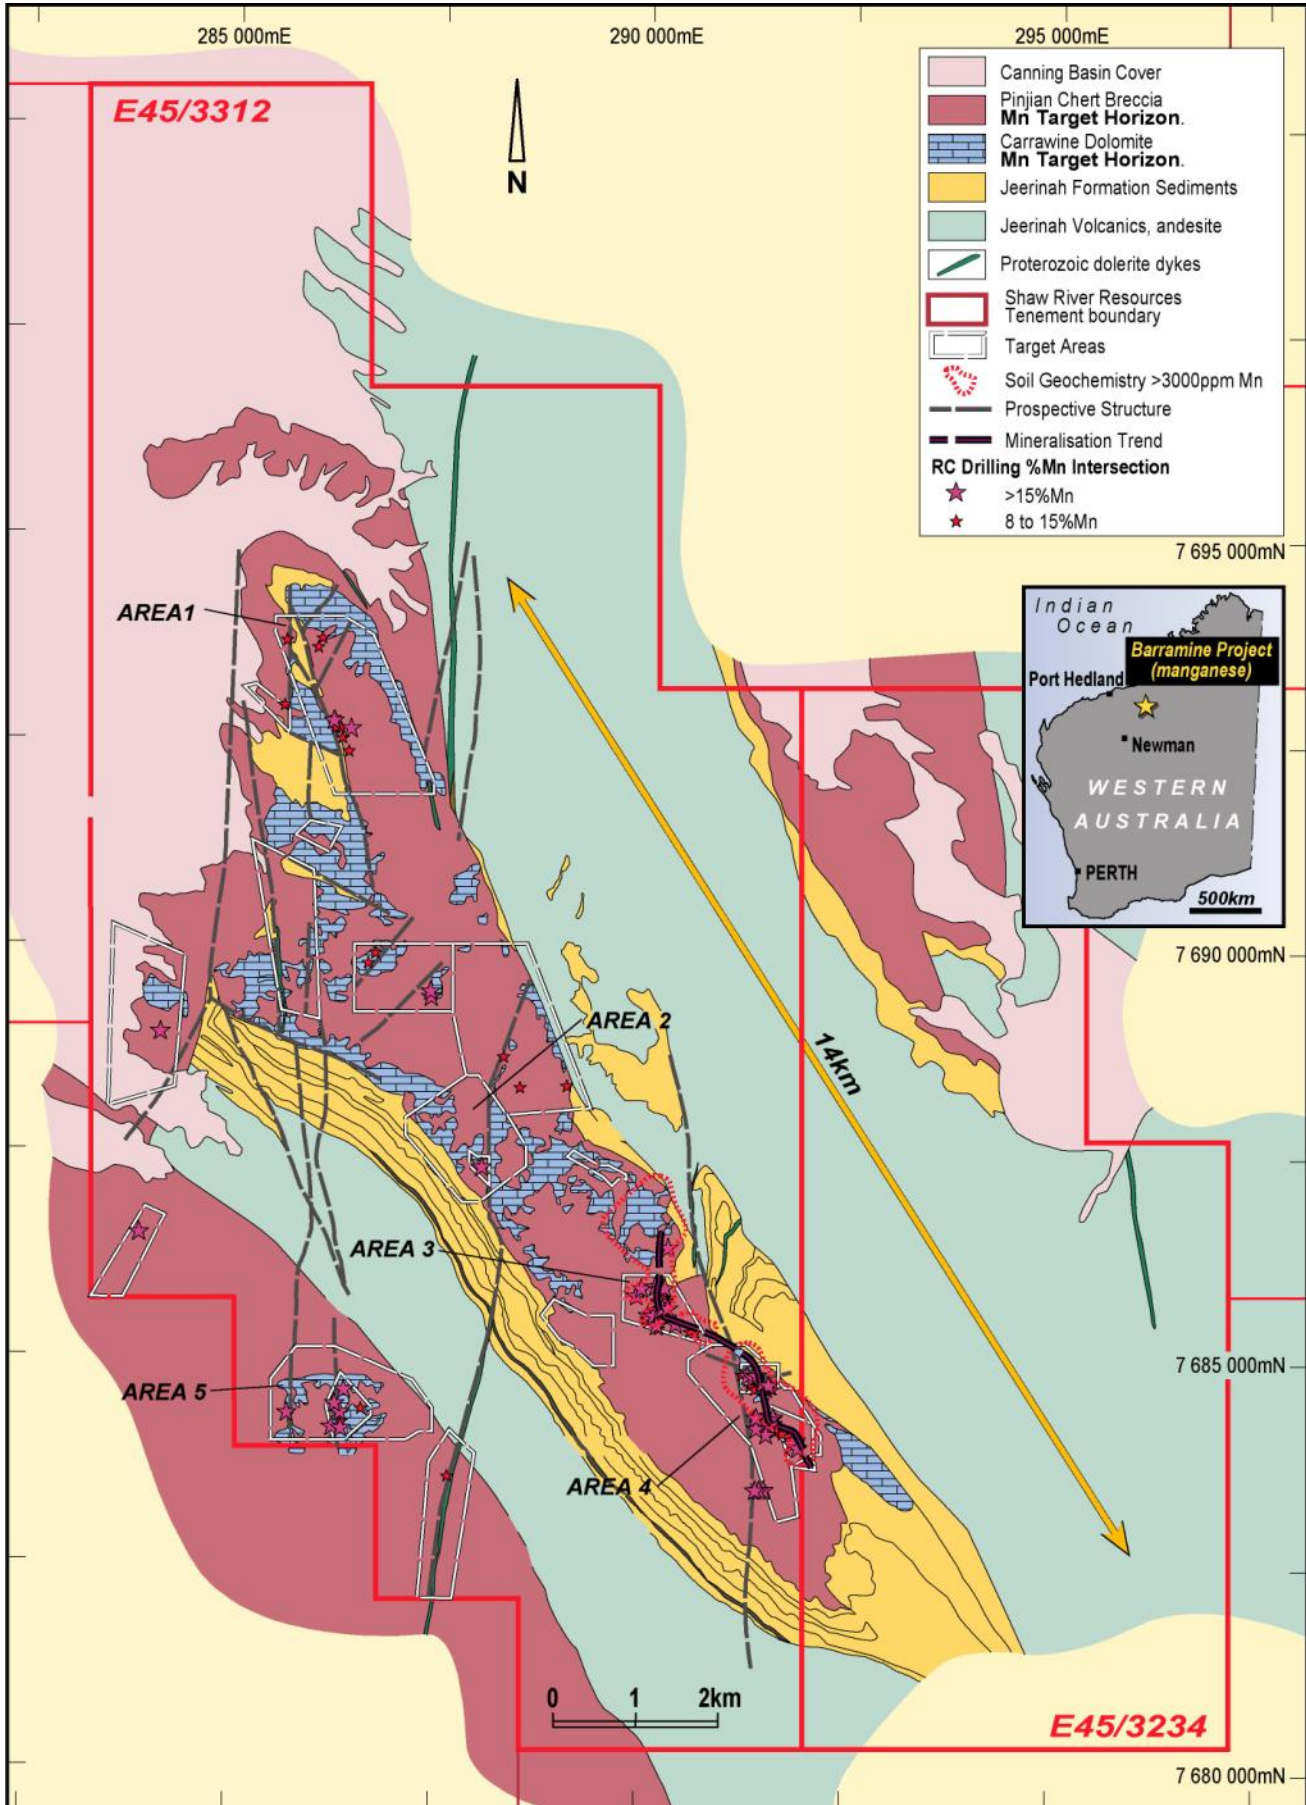 285 000mE
290 000mE
295 000mE
E45/3312
N
Canning Basin Cover
Pinjian Chert Breccia
Mn Target Horizon.
Carrawine Dolomite
Mn Target Horizon.
Jeerinah Formation Sediments
Jeerinah Volcanics, andesite
Proterozoic dolerite dykes
Shaw River Resources
Tenement boundary
Target Areas
Soil Geochemistry >3000ppm Mn
Prospective Structure
Mineralisation Trend
RC Drilling %Mn Intersection
>15%Mn
8 to 15%Mn
7 695 000mN
Indian
Ocean
Barramine Project
(manganese)
Port Hedland
Newman
WESTERN
AUSTRALIA
PERTH
500km
AREA1
7 690 000mN
AREA 2
14km
AREA 3
7 685 000mN
AREA 5
AREA 4
0 1 2km
E45/3234
7 680 000mN